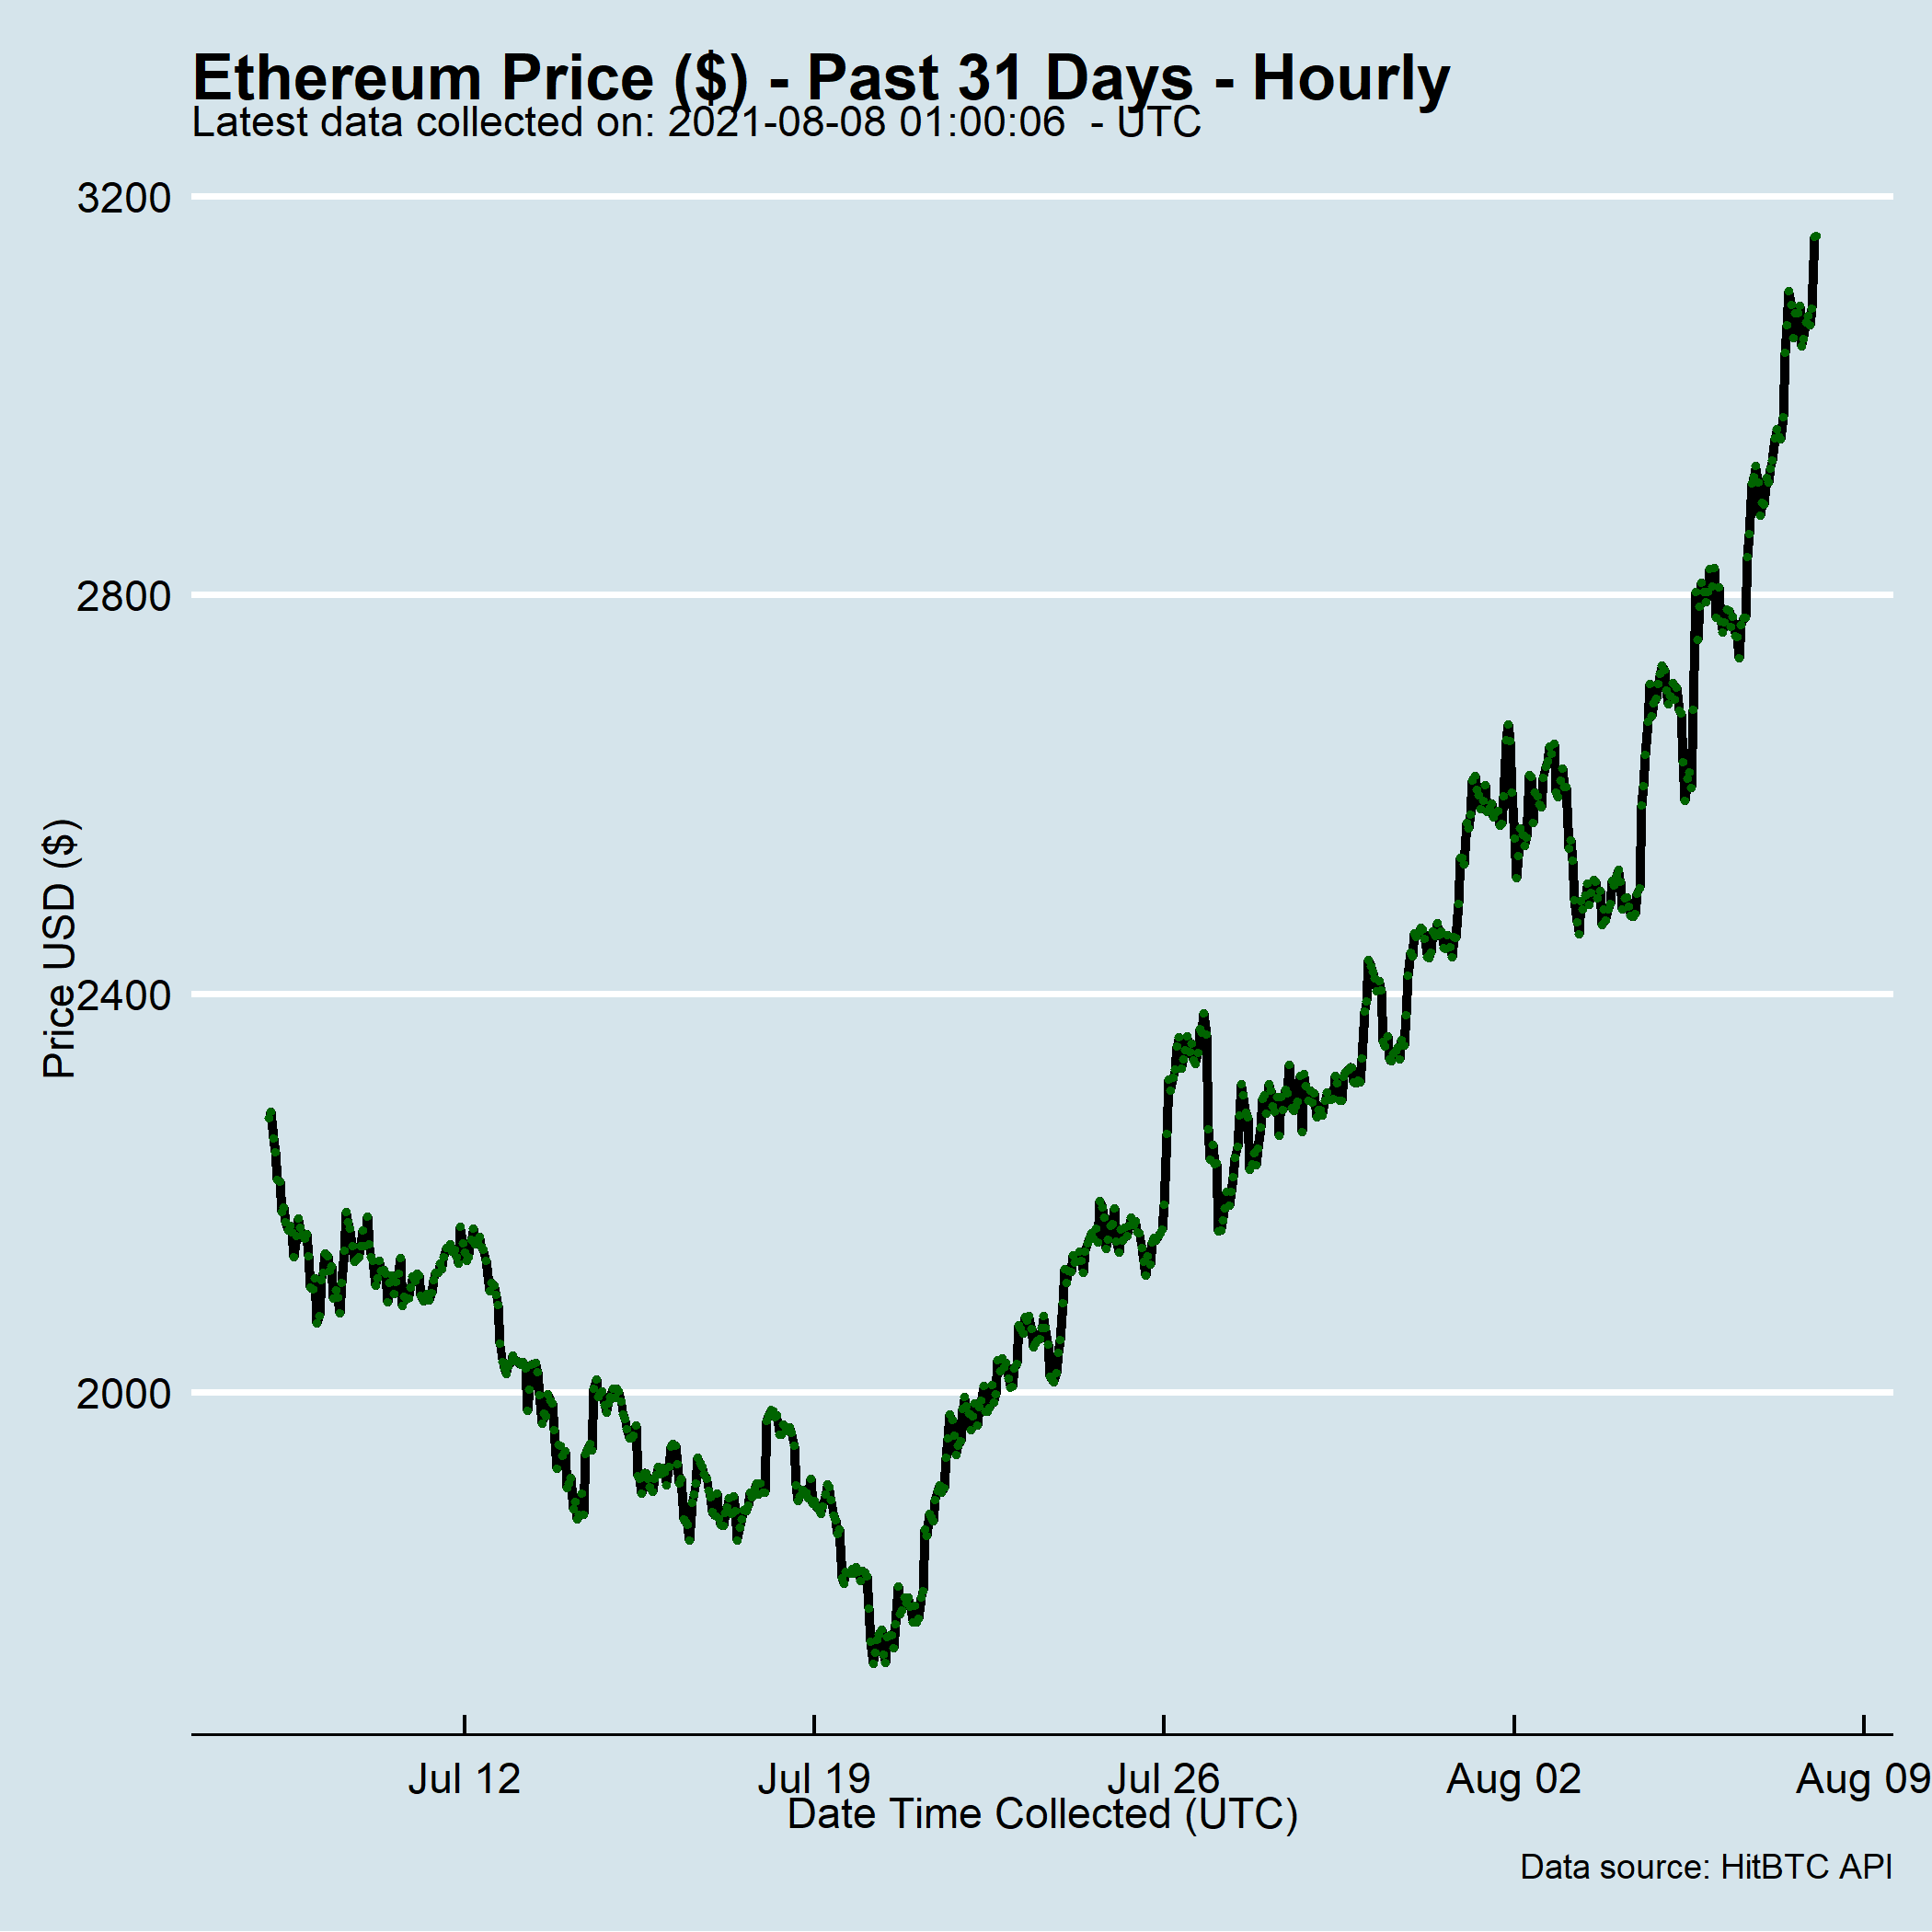 Ethereum Price ($) - Past 31 Days - Hourly
Latest data collected on: 2021-08-08 01:00:06  - UTC
3200
2800
2400
2000
Price USD ($)
Jul 12
Jul 19
Jul 26
Aug 02
Aug 09
Date Time Collected (UTC)
Data source: HitBTC API